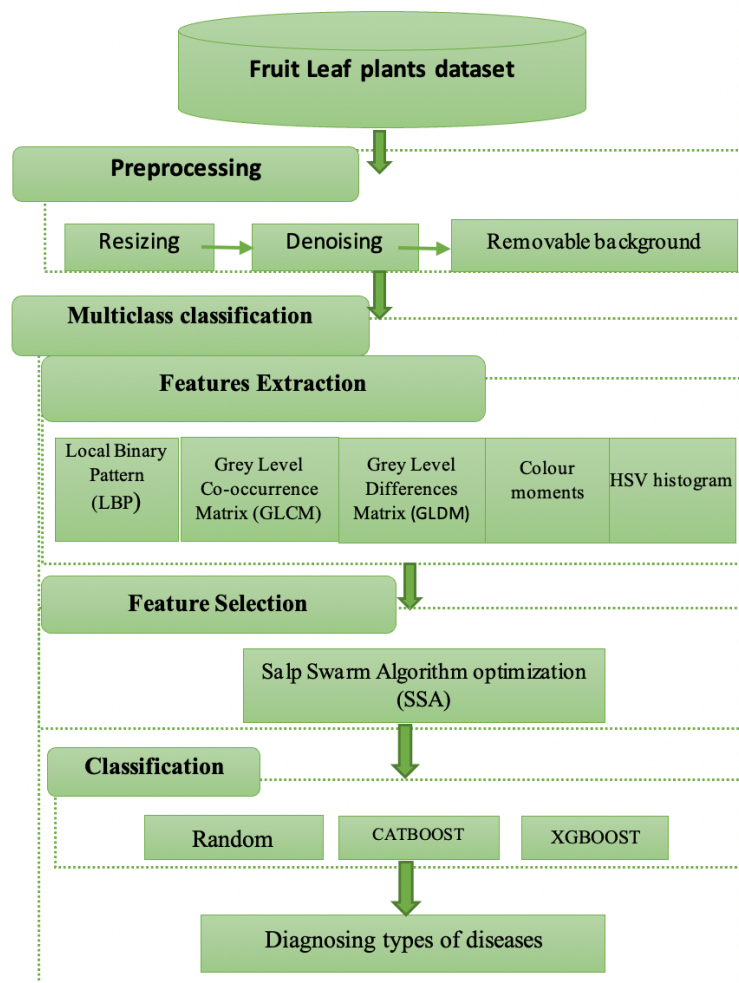 Fruit Leaf plants dataset
Preprocessing
Resizing
Denoising
Removable background
Multiclass classification
Features Extraction
Local Binary
Pattern
(LBP)
Grey Level
Co-occurrence
Matrix (GLCM)
Grey Level
Differences
Matrix (GLDM)
Colour
moments
HSV histogram
Feature Selection
Salp Swarm Algorithm optimization
(SSA)
Classification
Random
CATBOOST
XGBOOST
Diagnosing types of diseases